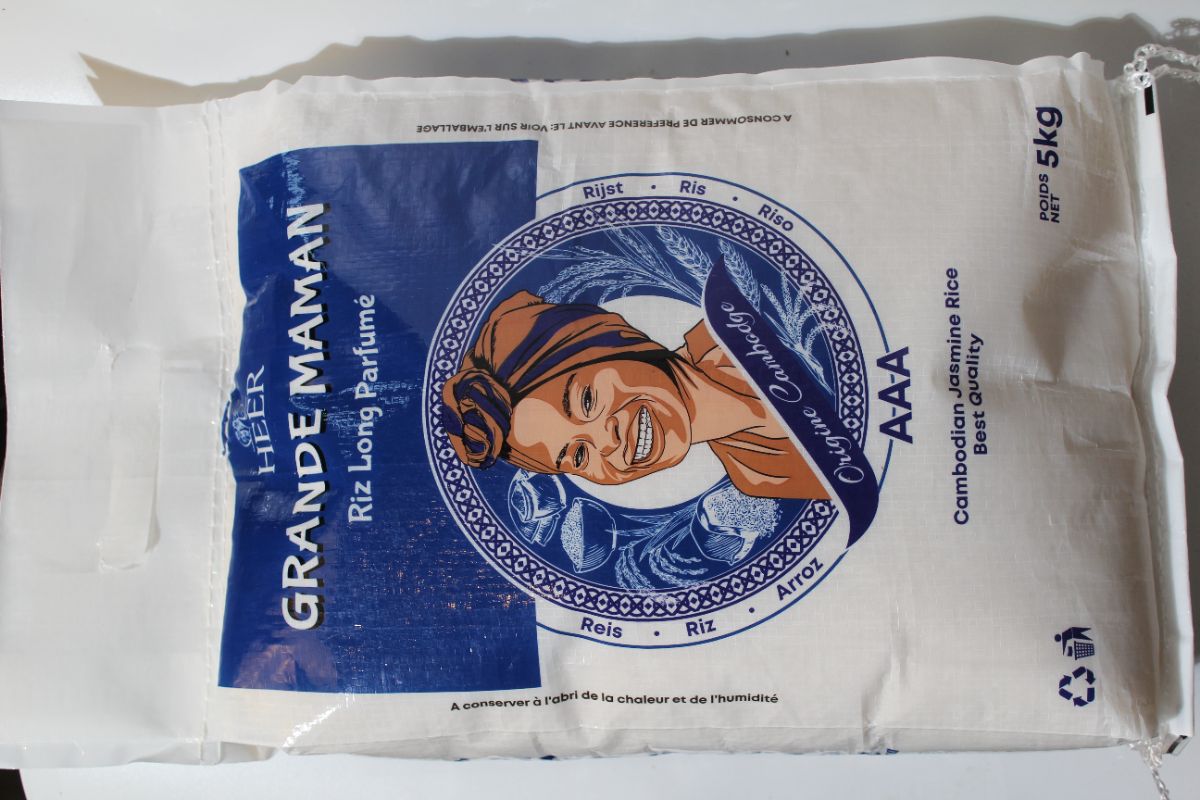 HEER
GRANDE MAMAN
Riz Long Parfumé
A CONSOMMER DE PREFERENCE AVANT LE: VOIR SUR L'EMBALLAGE
A conserver à l'abri de la chaleur et de l'humidité
Reis • Riz • Arroz
Rijst • Ris • Riso
Origine Cambodge
A-A-A
Cambodian Jasmine Rice
Best Quality
POIDS
NET 5kg